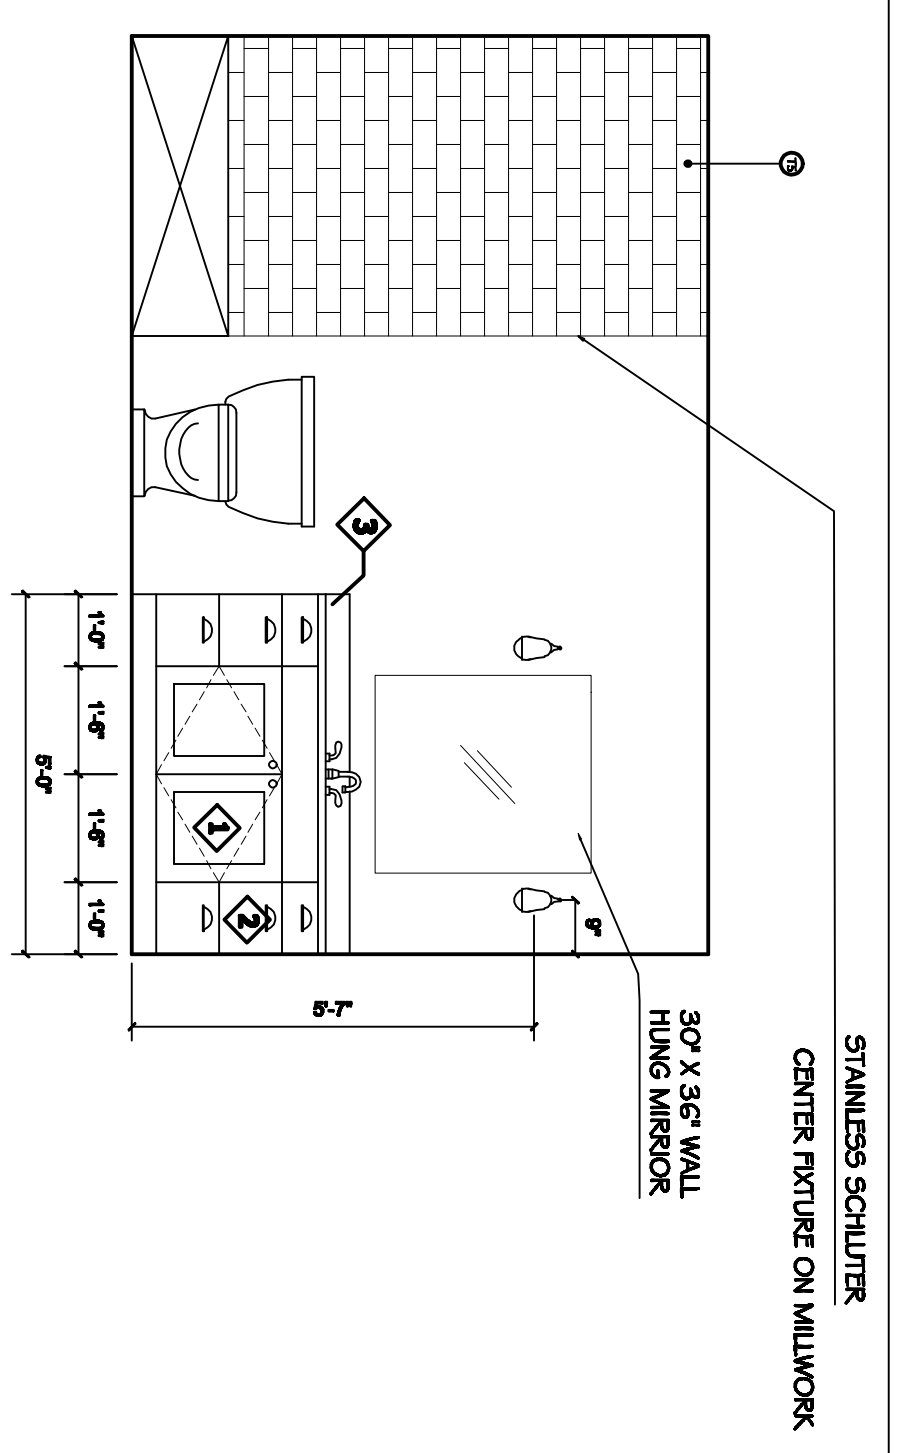 STAINLESS SCHLUTER
CENTER FIXTURE ON MILLWORK
30" X 36" WALL
HUNG MIRRIOR
T5
9"
5'-7"
3
1
2
1'-0"
1'-6"
1'-6"
1'-0"
5'-0"